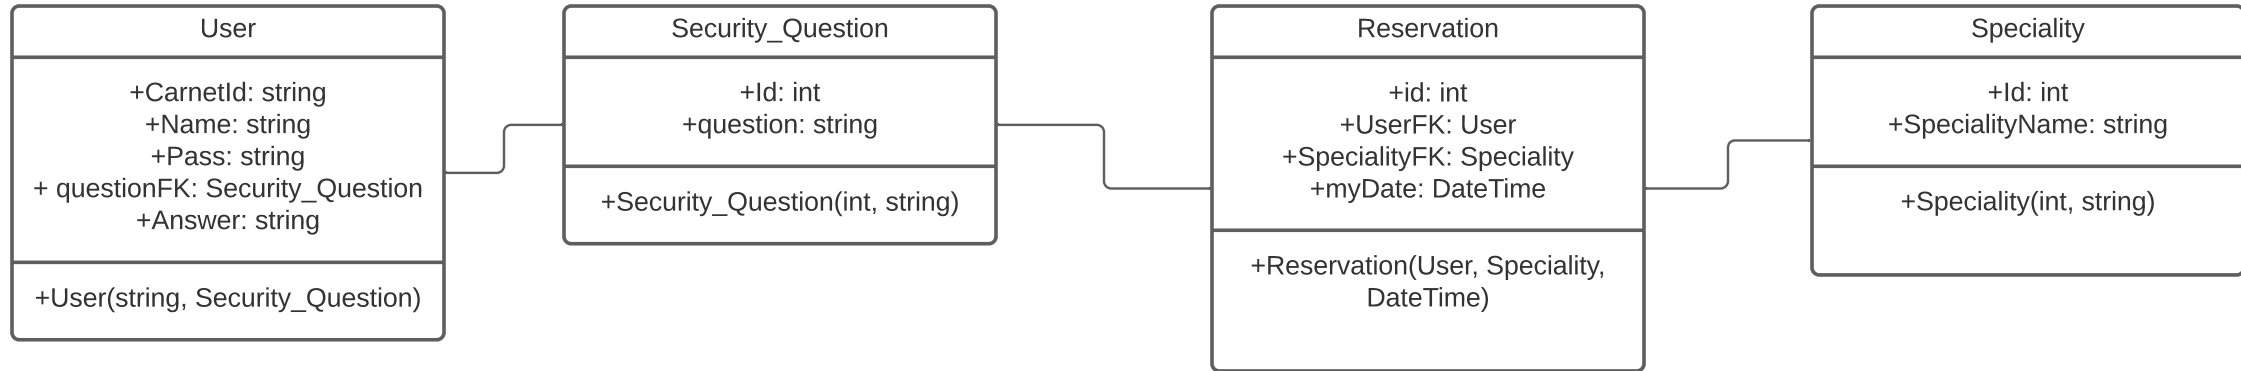 User
+CarnetId: string
+Name: string
+Pass: string
+ questionFK: Security_Question
+Answer: string
+User(string, Security_Question)
Security_Question
+Id: int
+question: string
+Security_Question(int, string)
Reservation
+id: int
+UserFK: User
+SpecialityFK: Speciality
+myDate: DateTime
+Reservation(User, Speciality,
DateTime)
Speciality
+Id: int
+SpecialityName: string
+Speciality(int, string)